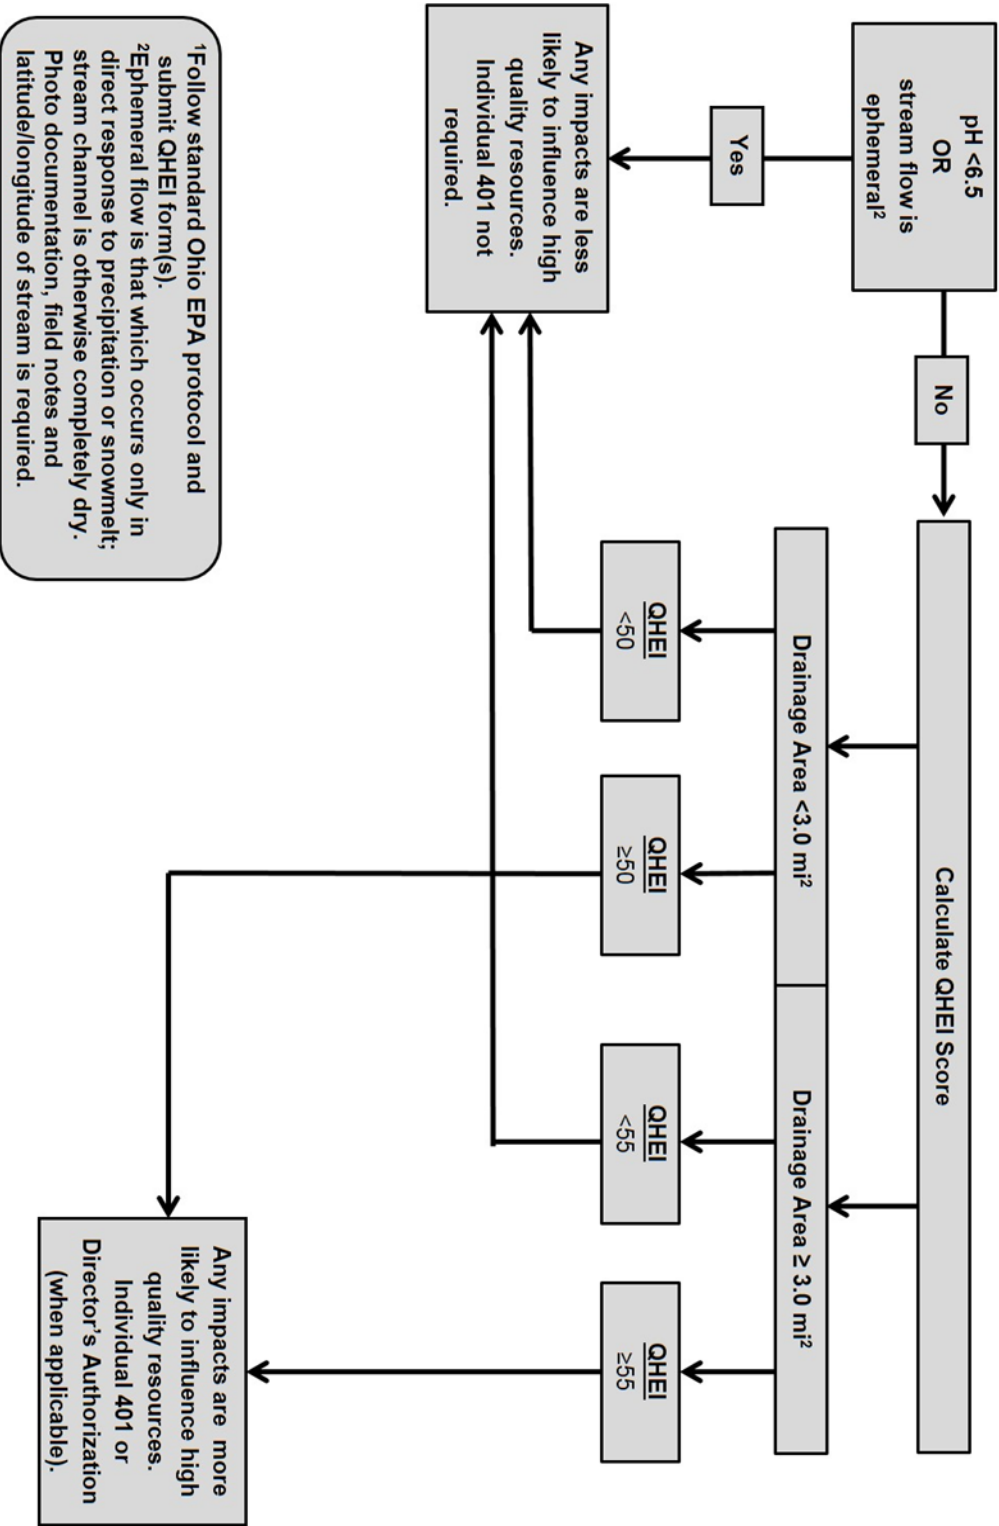 pH <6.5
OR
stream flow is
ephemeral²
No
Calculate QHEI Score
Yes
Drainage Area <3.0 mi²
Drainage Area ≥ 3.0 mi²
QHEI
<50
QHEI
≥50
QHEI
<55
QHEI
≥55
Any impacts are less
likely to influence high
quality resources.
Individual 401 not
required.
Any impacts are more
likely to influence high
quality resources.
Individual 401 or
Director's Authorization
(when applicable).
¹Follow standard Ohio EPA protocol and
submit QHEI form(s).
²Ephemeral flow is that which occurs only in
direct response to precipitation or snowmelt;
stream channel is otherwise completely dry.
Photo documentation, field notes and
latitude/longitude of stream is required.